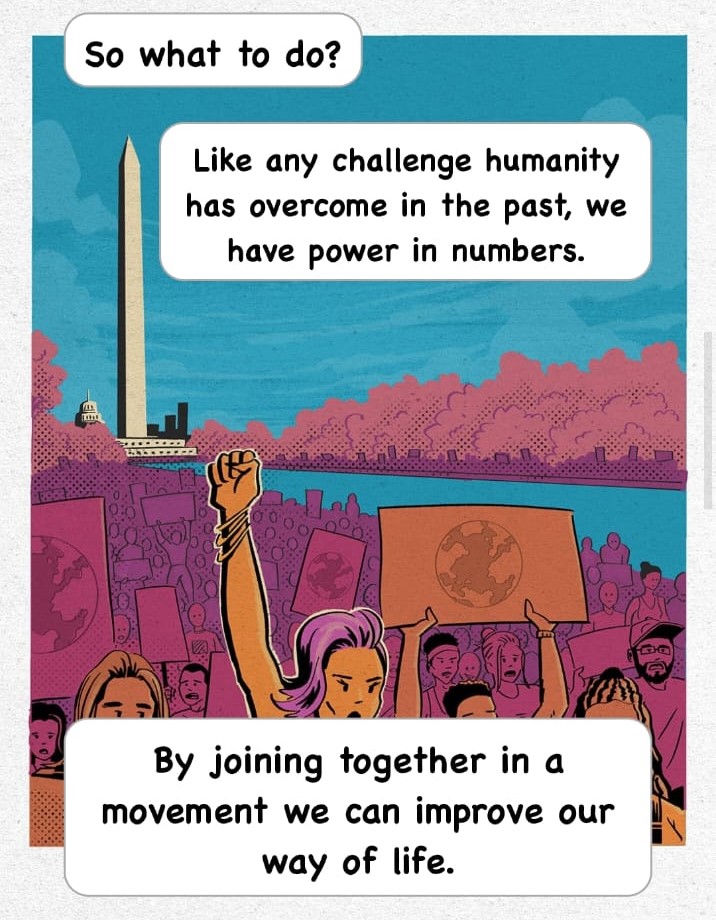 So what to do?
Like any challenge humanity
has overcome in the past, we
have power in numbers.
By joining together in a
movement we can improve our
way of life.